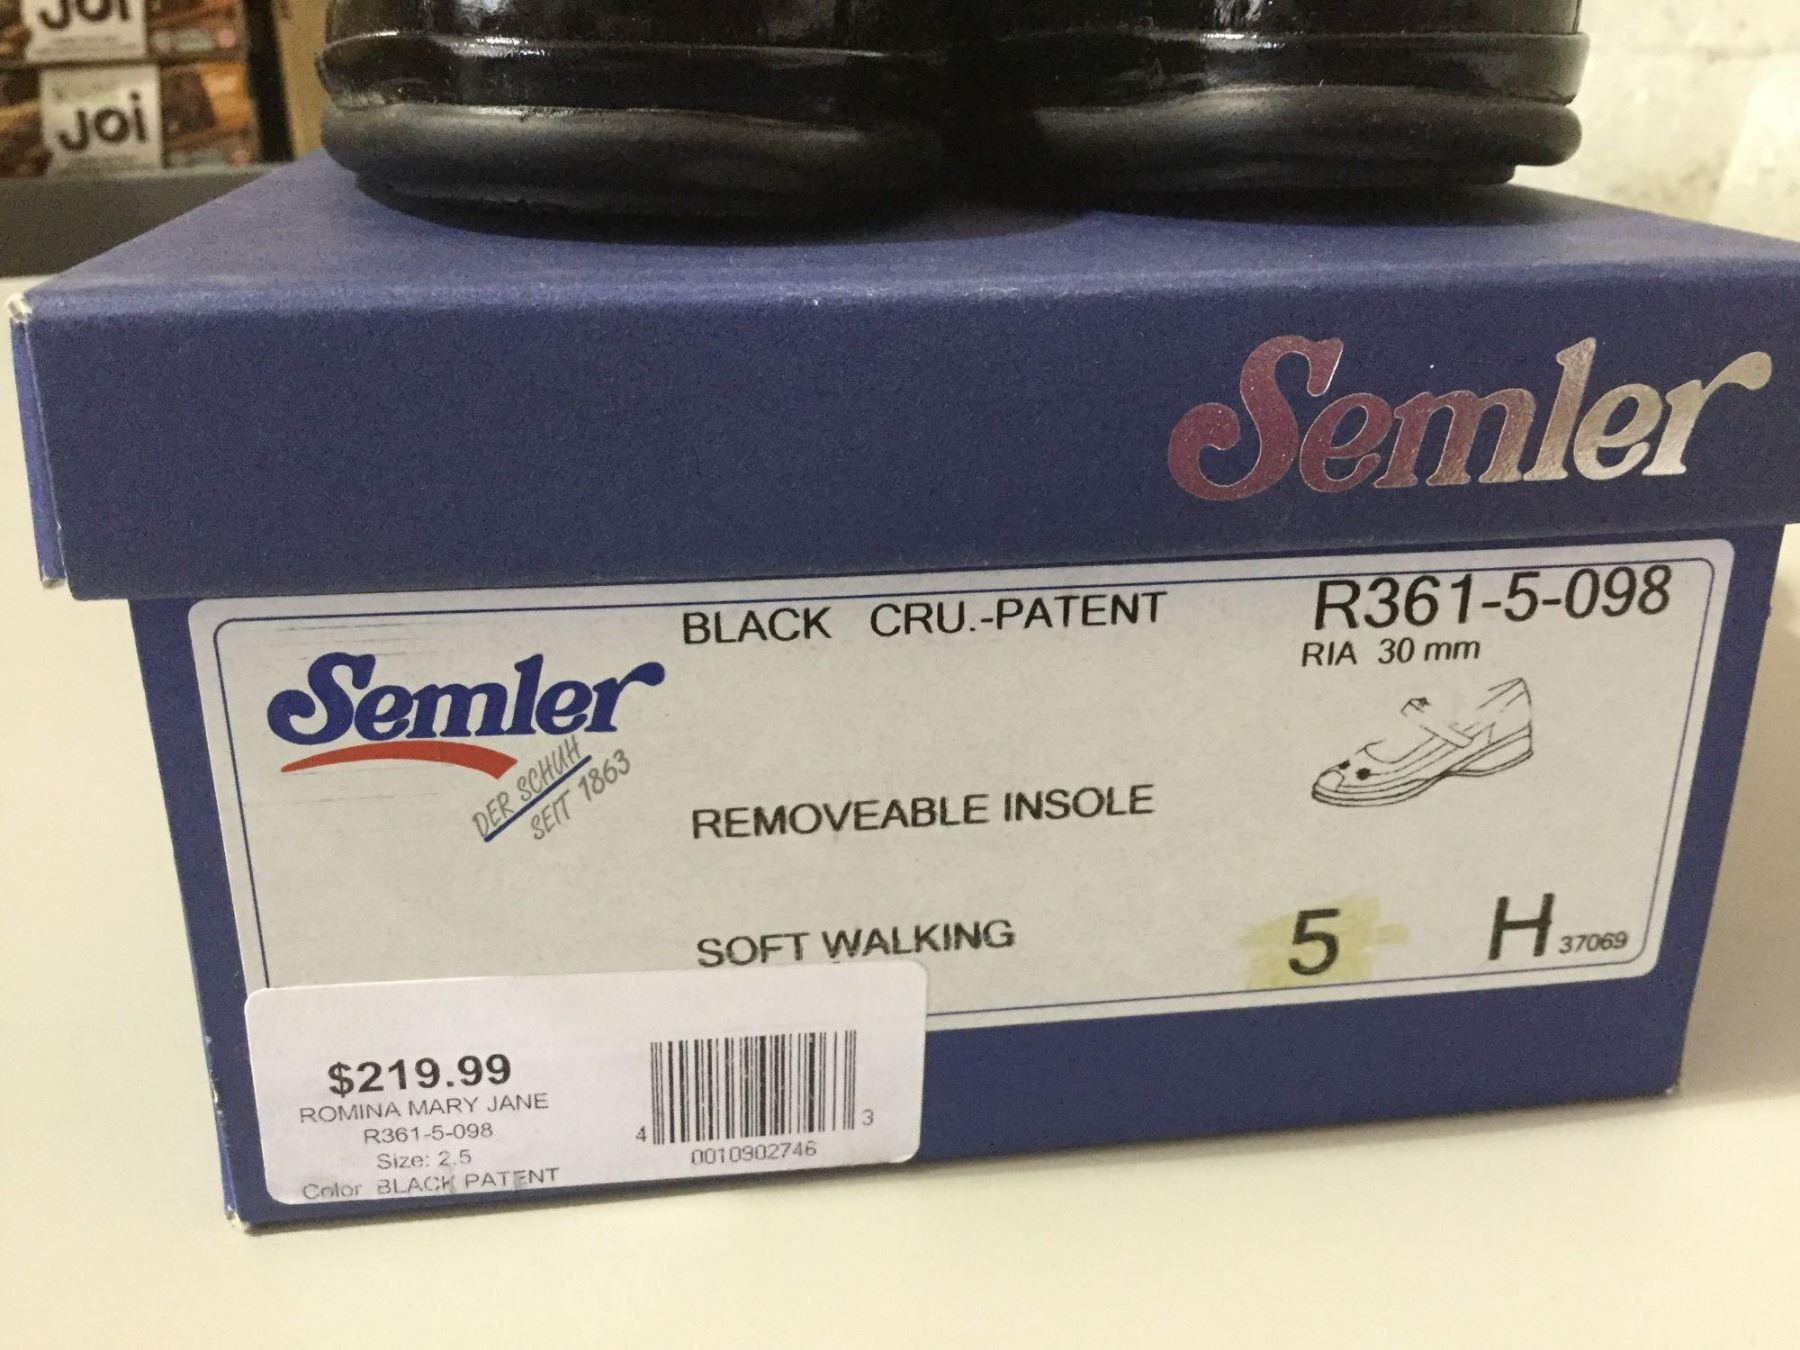 JOI
JOI
Semler
BLACK CRU.-PATENT
R361-5-098
RIA 30 mm
Semler
DER SCHUH
SEIT 1863
REMOVEABLE INSOLE
SOFT WALKING
5 H 37069
$219.99
ROMINA MARY JANE
R361-5-098
Size: 2.5
Color BLACK PATENT
4 3
0010902746